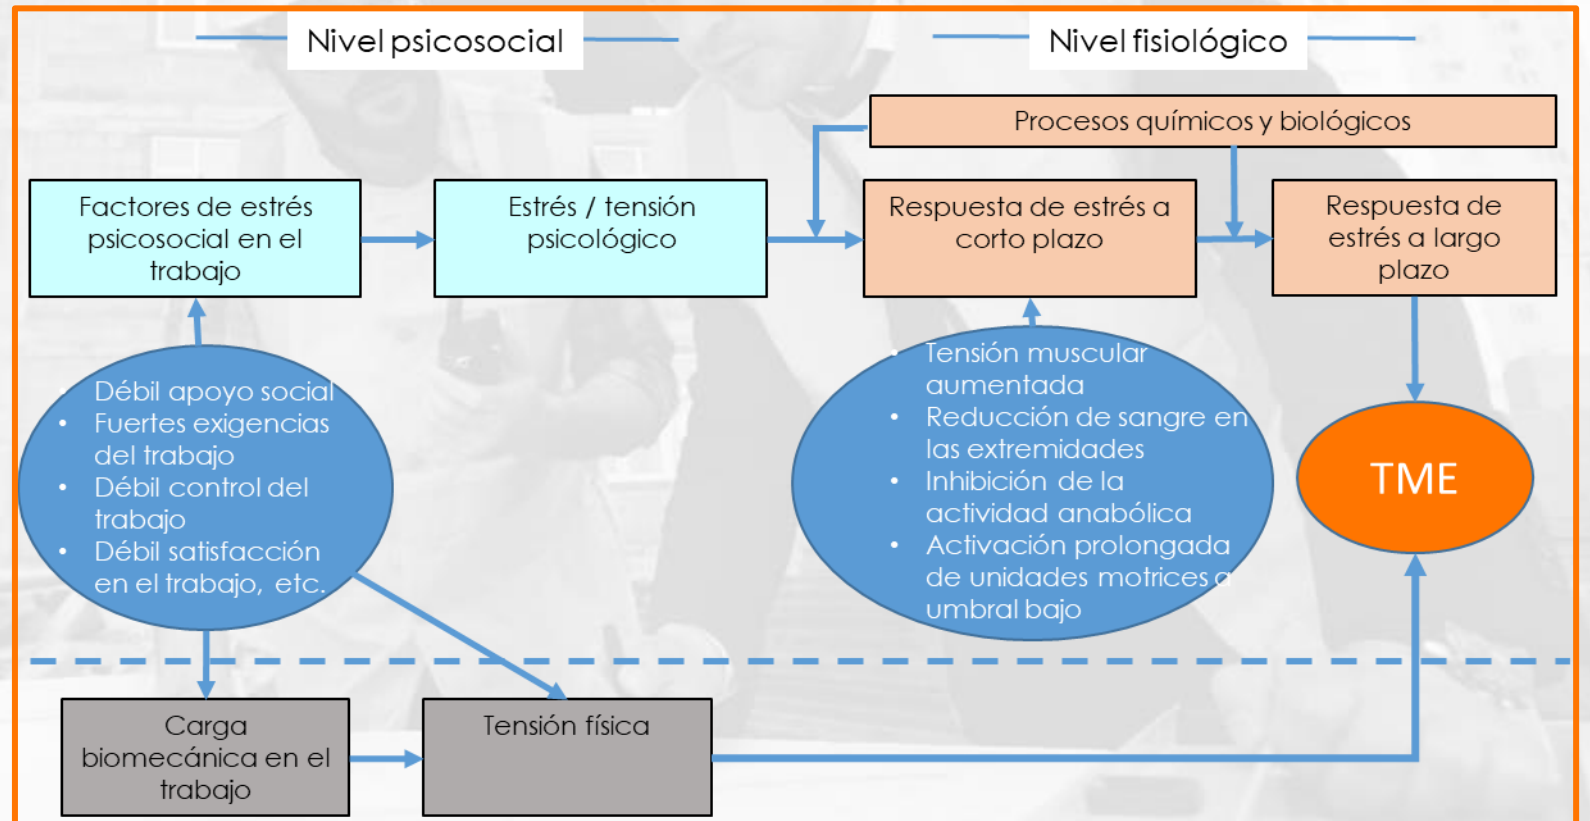 Nivel psicosocial
Nivel fisiológico
Procesos químicos y biológicos
Factores de estrés
psicosocial en el
trabajo
Estrés / tensión
psicológico
Respuesta de estrés a
corto plazo
Respuesta de
estrés a largo
plazo
• Débil apoyo social
• Fuertes exigencias
del trabajo
• Débil control del
trabajo
• Débil satisfacción
en el trabajo, etc.
• Tensión muscular
aumentada
• Reducción de sangre en
las extremidades
• Inhibición de la
actividad anabólica
• Activación prolongada
de unidades motrices a
umbral bajo
TME
Carga
biomecánica en el
trabajo
Tensión física